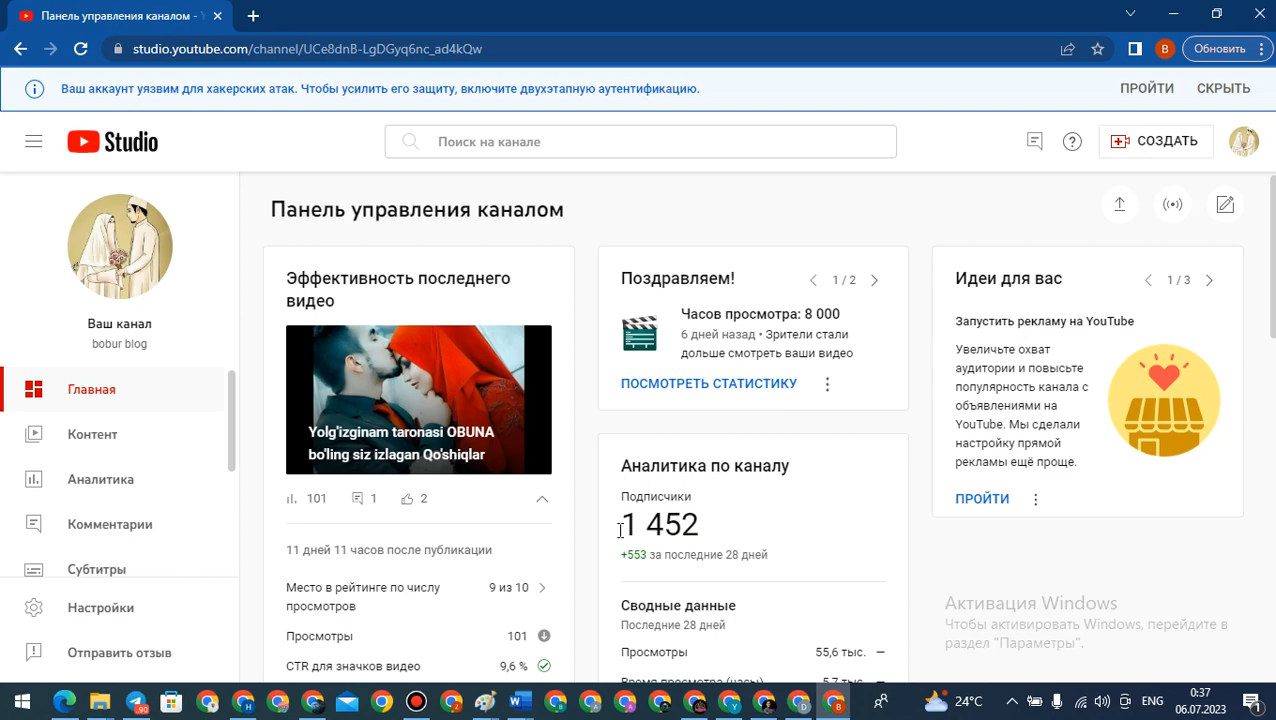 Панель управления каналом - Y
studio.youtube.com/channel/UCe8dnB-LgDGyq6nc_ad4kQw
B
Обновить
Ваш аккаунт уязвим для хакерских атак. Чтобы усилить его защиту, включите двухэтапную аутентификацию.
ПРОЙТИ
СКРЫТЬ
Studio
Поиск на канале
СОЗДАТЬ
Ваш канал
bobur blog
Главная
Контент
Аналитика
Комментарии
Субтитры
Настройки
Отправить отзыв
Панель управления каналом
Эффективность последнего
видео
Yolg'izginam taronasi OBUNA
bo'ling siz izlagan Qo'shiqlar
101
1
2
11 дней 11 часов после публикации
Место в рейтинге по числу
просмотров
9 из 10
Просмотры
101
CTR для значков видео
9,6 %
Поздравляем!
1 / 2
Часов просмотра: 8 000
6 дней назад • Зрители стали
дольше смотреть ваши видео
ПОСМОТРЕТЬ СТАТИСТИКУ
Аналитика по каналу
Подписчики
1 452
+553 за последние 28 дней
Сводные данные
Последние 28 дней
Просмотры
55,6 тыс.
Время просмотра (часы)
5,7 тыс.
Идеи для вас
1 / 3
Запустить рекламу на YouTube
Увеличьте охват
аудитории и повысьте
популярность канала с
объявлениями на
YouTube. Мы сделали
настройку прямой
рекламы ещё проще.
ПРОЙТИ
Активация Windows
Чтобы активировать Windows, перейдите в
раздел "Параметры".
24°C
ENG
0:37
06.07.2023